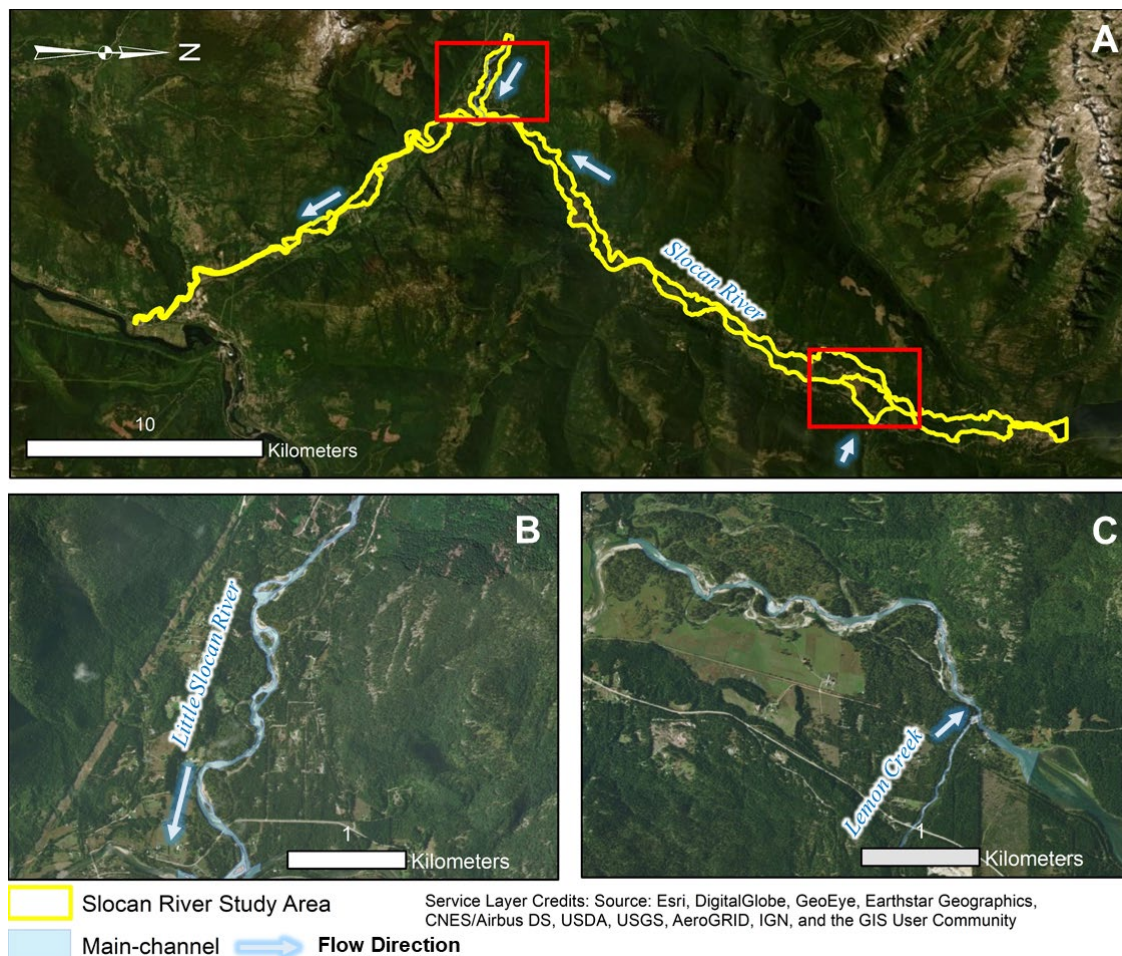 A
N
Slocan River
10
Kilometers
B
Little Slocan River
1
Kilometers
C
Lemon Creek
1
Kilometers
Slocan River Study Area
Main-channel
Flow Direction
Service Layer Credits: Source: Esri, DigitalGlobe, GeoEye, Earthstar Geographics,
CNES/Airbus DS, USDA, USGS, AeroGRID, IGN, and the GIS User Community